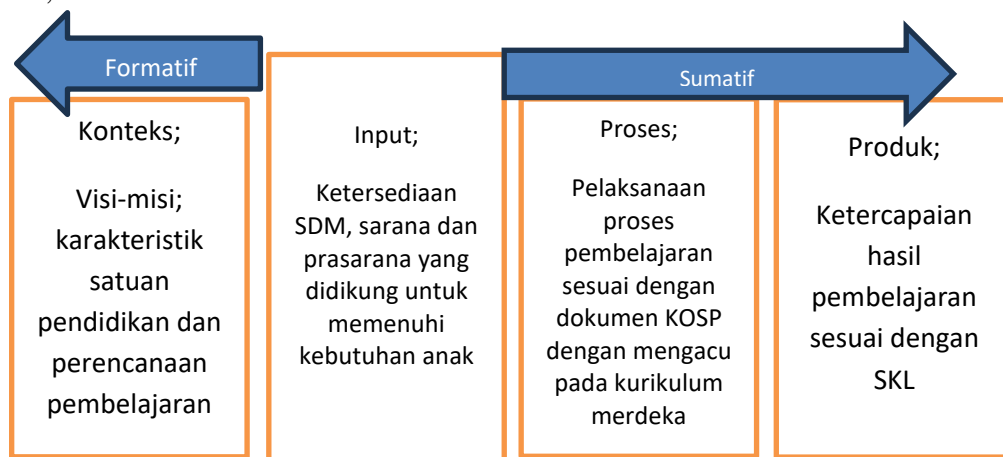 Formatif
Sumatif
Konteks;
Visi-misi;
karakteristik
satuan
pendidikan dan
perencanaan
pembelajaran
Input;
Ketersediaan
SDM, sarana dan
prasarana yang
didikung untuk
memenuhi
kebutuhan anak
Proses;
Pelaksanaan
proses
pembelajaran
sesuai dengan
dokumen KOSP
dengan mengacu
pada kurikulum
merdeka
Produk;
Ketercapaian
hasil
pembelajaran
sesuai dengan
SKL